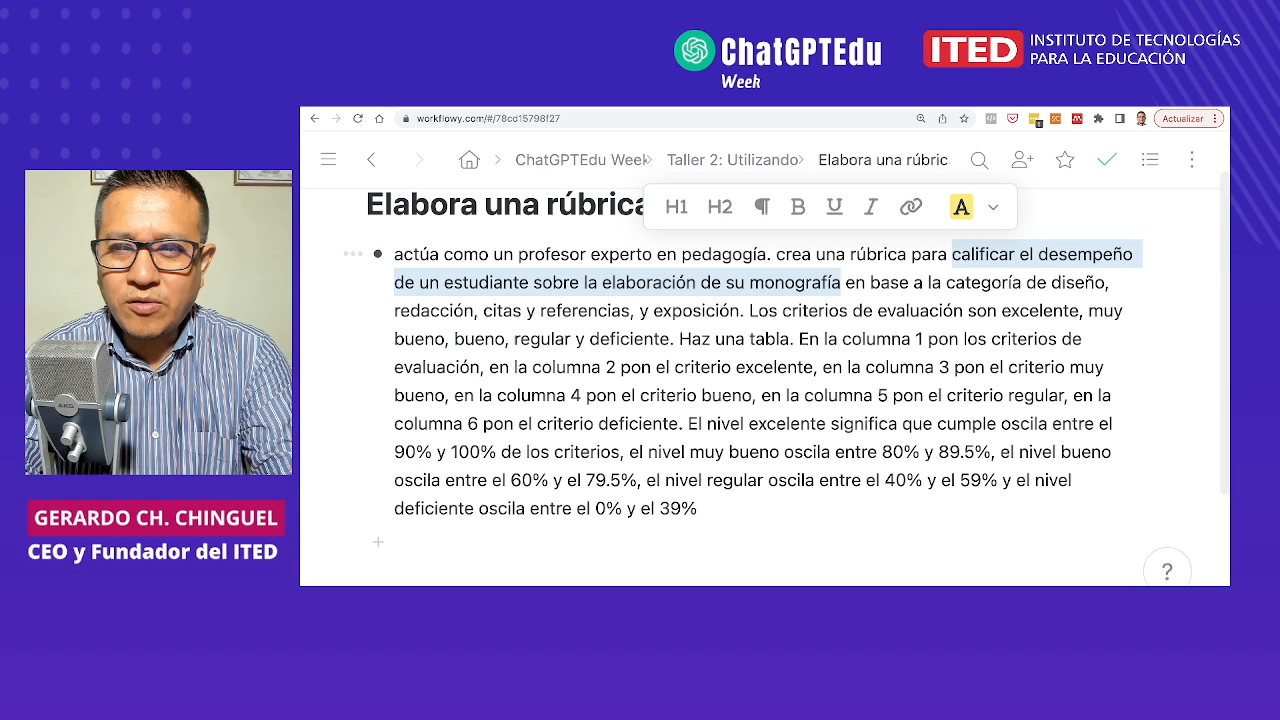 ChatGPTEdu
Week
ITED
INSTITUTO DE TECNOLOGÍAS
PARA LA EDUCACIÓN
workflowy.com/#/78cd15798f27
Actualizar
ChatGPTEdu Week
Taller 2: Utilizando
Elabora una rúbric
Elabora una rúbrica
H1 H2 B U I A
actúa como un profesor experto en pedagogía. crea una rúbrica para calificar el desempeño
de un estudiante sobre la elaboración de su monografía en base a la categoría de diseño,
redacción, citas y referencias, y exposición. Los criterios de evaluación son excelente, muy
bueno, bueno, regular y deficiente. Haz una tabla. En la columna 1 pon los criterios de
evaluación, en la columna 2 pon el criterio excelente, en la columna 3 pon el criterio muy
bueno, en la columna 4 pon el criterio bueno, en la columna 5 pon el criterio regular, en la
columna 6 pon el criterio deficiente. El nivel excelente significa que cumple oscila entre el
90% y 100% de los criterios, el nivel muy bueno oscila entre 80% y 89.5%, el nivel bueno
oscila entre el 60% y el 79.5%, el nivel regular oscila entre el 40% y el 59% y el nivel
deficiente oscila entre el 0% y el 39%
?
AKG
GERARDO CH. CHINGUEL
CEO y Fundador del ITED